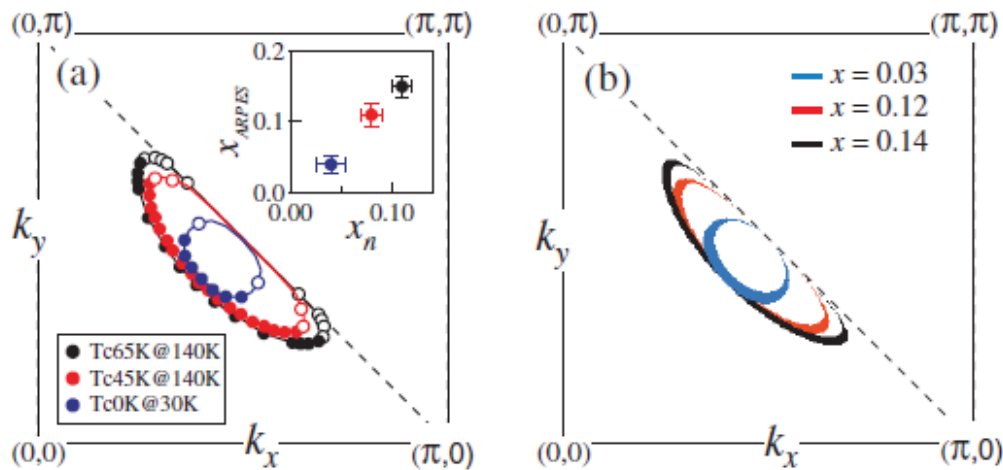 (0,π)
(π,π)
(a)
0.2
0.1
0.0
x_ARPES
0.00
0.10
x_n
k_y
Tc65K@140K
Tc45K@140K
Tc0K@30K
(0,0)
k_x
(π,0)
(0,π)
(π,π)
(b)
x = 0.03
x = 0.12
x = 0.14
k_y
(0,0)
k_x
(π,0)